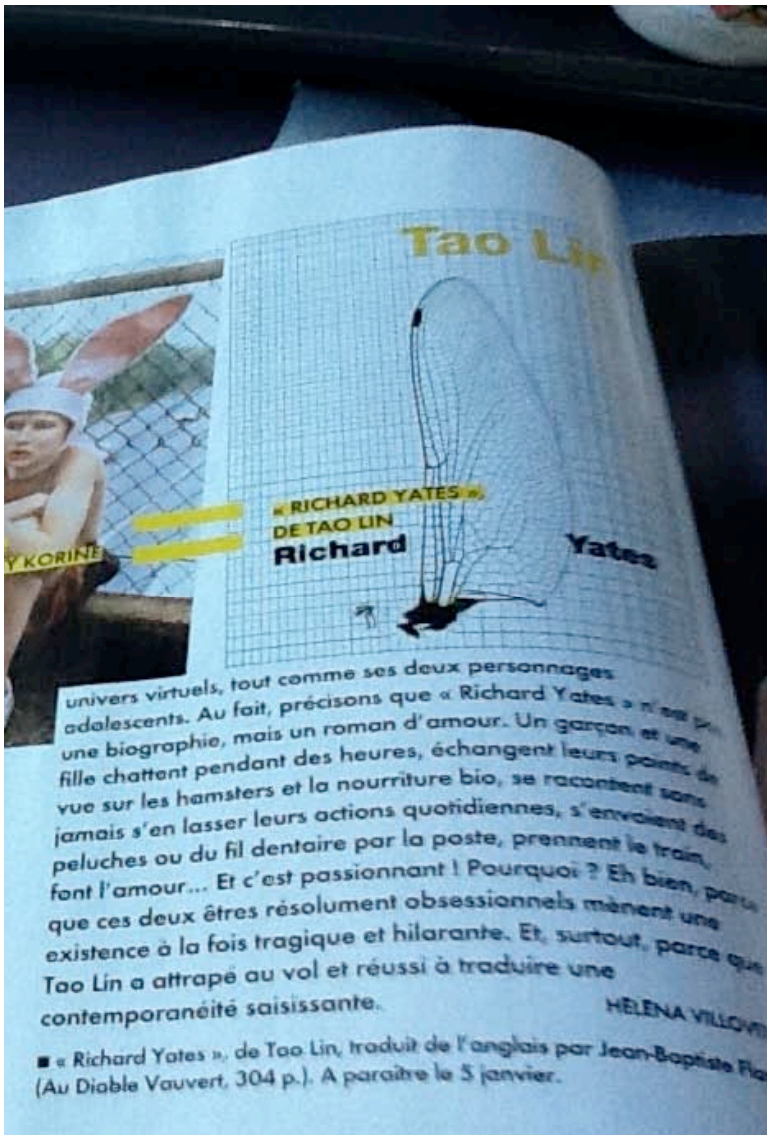 Tao Lin
« RICHARD YATES »,
DE TAO LIN
Y KORINE
Richard Yates
univers virtuels, tout comme ses deux personnages
adolescents. Au fait, précisons que « Richard Yates » n'est pas
une biographie, mais un roman d'amour. Un garçon et une
fille chattent pendant des heures, échangent leurs points de
vue sur les hamsters et la nourriture bio, se racontent sans
jamais s'en lasser leurs actions quotidiennes, s'envoient des
peluches ou du fil dentaire par la poste, prennent le train,
font l'amour... Et c'est passionnant ! Pourquoi ? Eh bien, parce
que ces deux êtres résolument obsessionnels mènent une
existence à la fois tragique et hilarante. Et, surtout, parce que
Tao Lin a attrapé au vol et réussi à traduire une
contemporanéité saisissante.
HÉLÉNA VILLOVI
■ « Richard Yates », de Tao Lin, traduit de l'anglais par Jean-Baptiste Fla
(Au Diable Vauvert, 304 p.). A paraître le 5 janvier.